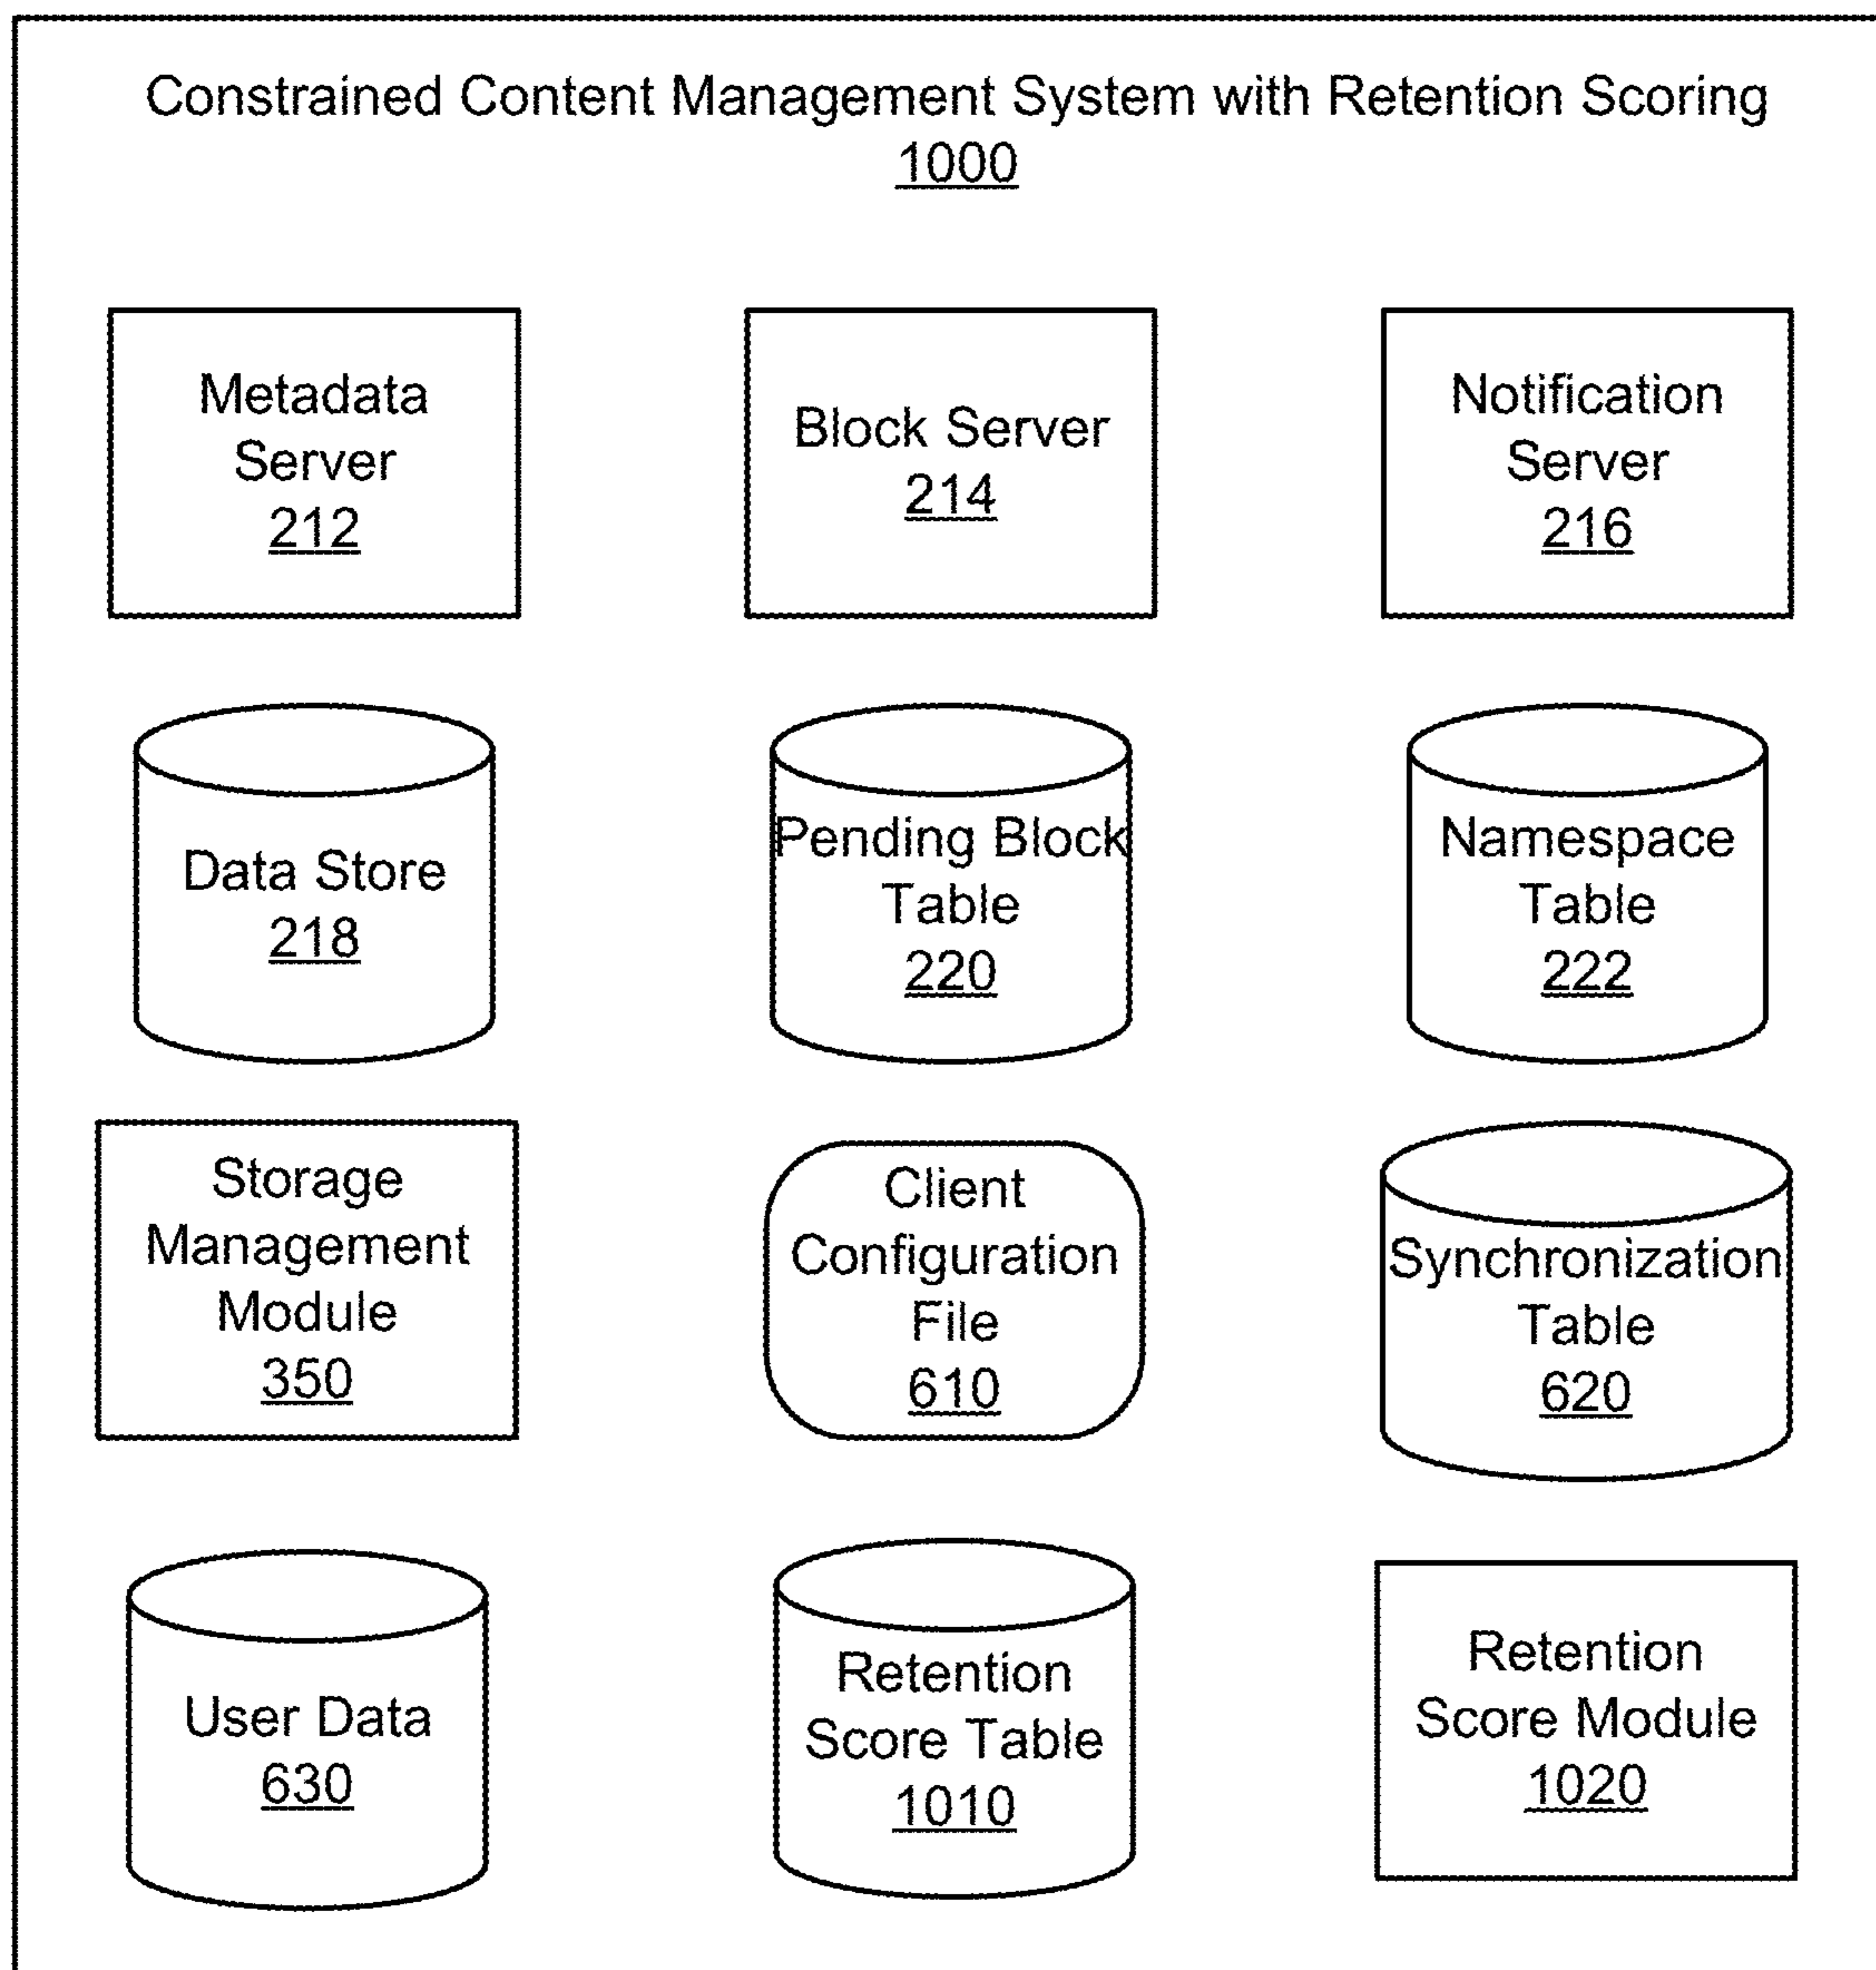 Constrained Content Management System with Retention Scoring
1000
Metadata
Server
212
Block Server
214
Notification
Server
216
Data Store
218
Pending Block
Table
220
Namespace
Table
222
Storage
Management
Module
350
Client
Configuration
File
610
Synchronization
Table
620
User Data
630
Retention
Score Table
1010
Retention
Score Module
1020